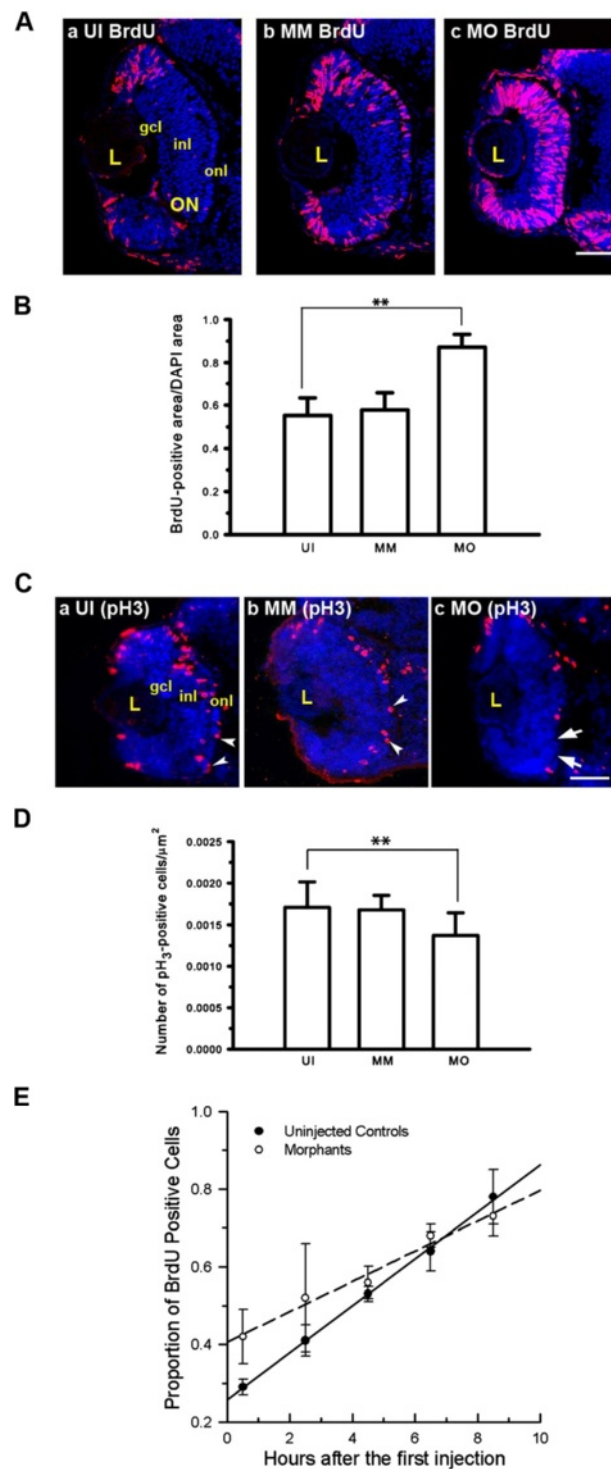 A
a UI BrdU
b MM BrdU
c MO BrdU
gcl
inl
onl
L
ON
L
L
B
**
BrdU-positive area/DAPI area
1.0
0.8
0.6
0.4
0.2
0.0
UI MM MO
C
a UI (pH3)
b MM (pH3)
c MO (pH3)
gcl
inl
onl
L
L
L
D
**
Number of pH3-positive cells/µm²
0.0025
0.0020
0.0015
0.0010
0.0005
0.0000
UI MM MO
E
Uninjected Controls
Morphants
Proportion of BrdU Positive Cells
1.0
0.8
0.6
0.4
0.2
0 2 4 6 8 10
Hours after the first injection